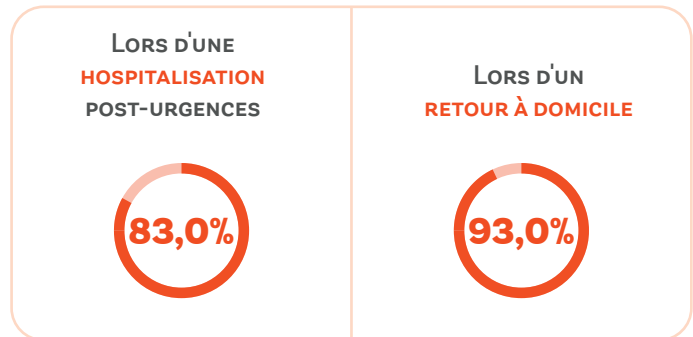 Lors d'une
hospitalisation
post-urgences
83,0%
Lors d'un
retour à domicile
93,0%